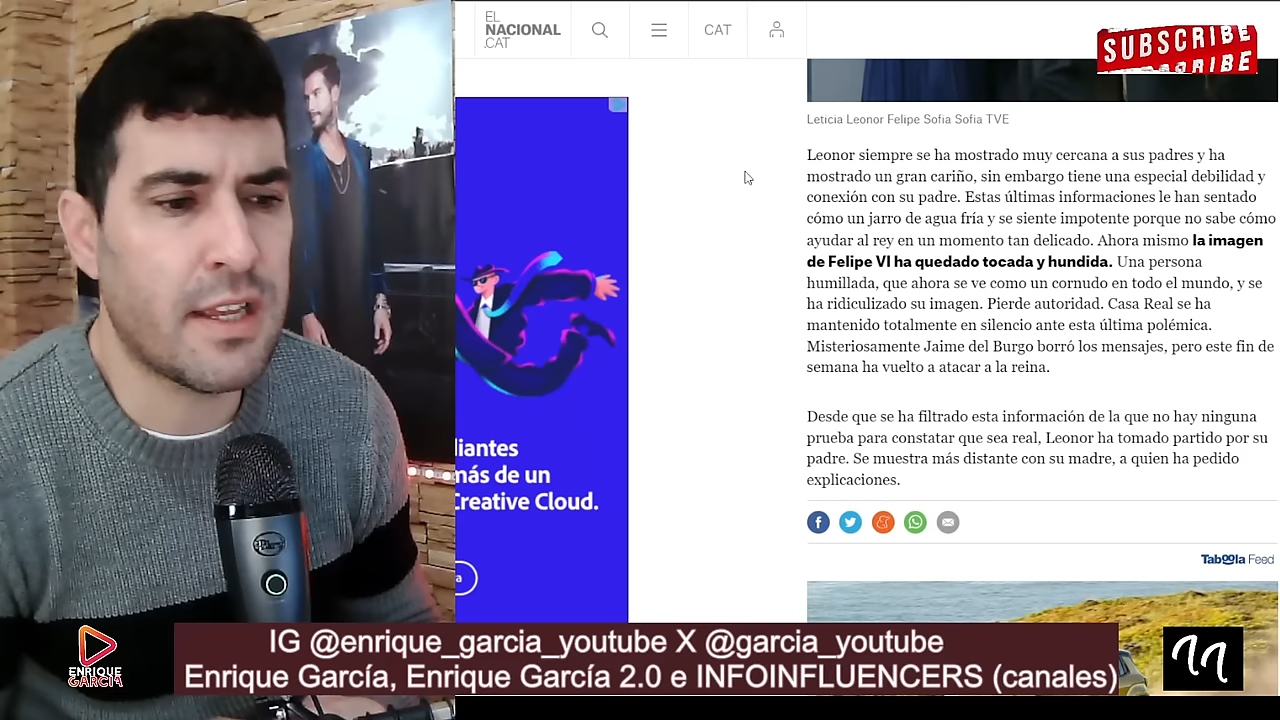 EL
NACIONAL
.CAT
CAT
SUBSCRIBE
Leticia Leonor Felipe Sofia Sofia TVE
Leonor siempre se ha mostrado muy cercana a sus padres y ha
mostrado un gran cariño, sin embargo tiene una especial debilidad y
conexión con su padre. Estas últimas informaciones le han sentado
cómo un jarro de agua fría y se siente impotente porque no sabe cómo
ayudar al rey en un momento tan delicado. Ahora mismo la imagen
de Felipe VI ha quedado tocada y hundida. Una persona
humillada, que ahora se ve como un cornudo en todo el mundo, y se
ha ridiculizado su imagen. Pierde autoridad. Casa Real se ha
mantenido totalmente en silencio ante esta última polémica.
Misteriosamente Jaime del Burgo borró los mensajes, pero este fin de
semana ha vuelto a atacar a la reina.
Desde que se ha filtrado esta información de la que no hay ninguna
prueba para constatar que sea real, Leonor ha tomado partido por su
padre. Se muestra más distante con su madre, a quien ha pedido
explicaciones.
Taboola Feed
diantes
más de un
Creative Cloud.
a
IG @enrique_garcia_youtube X @garcia_youtube
Enrique García, Enrique García 2.0 e INFOINFLUENCERS (canales)
ENRIQUE
GARCÍA